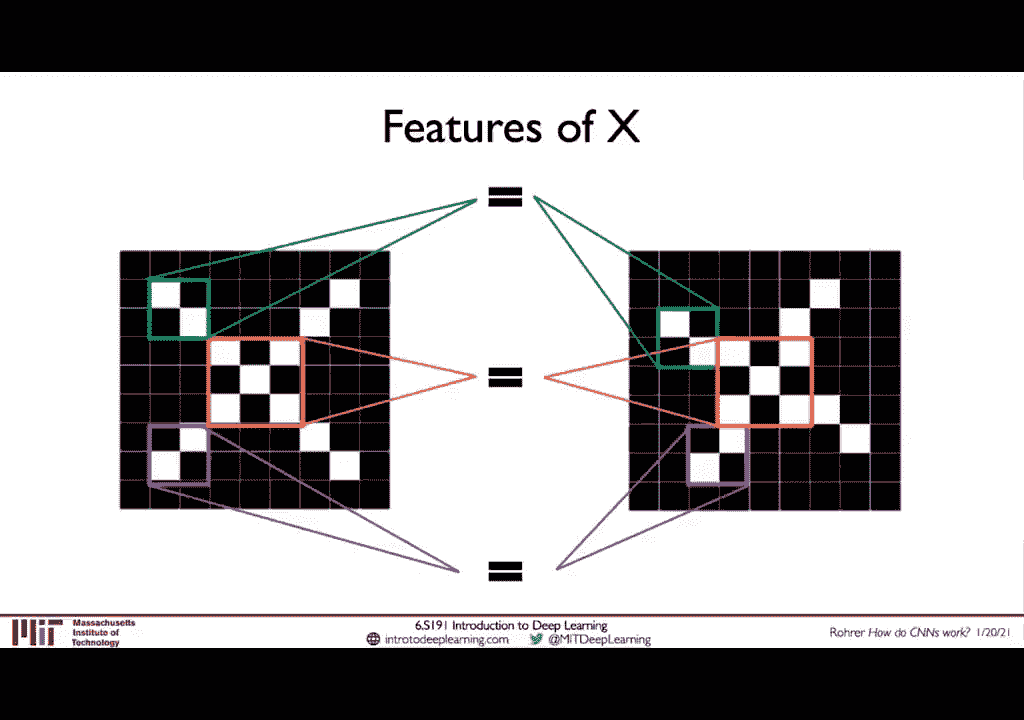 Features of X
=
=
=
MIT
Massachusetts
Institute of
Technology
6.S191 Introduction to Deep Learning
introtodeeplearning.com @MITDeepLearning
Rohrer How do CNNs work? 1/20/21